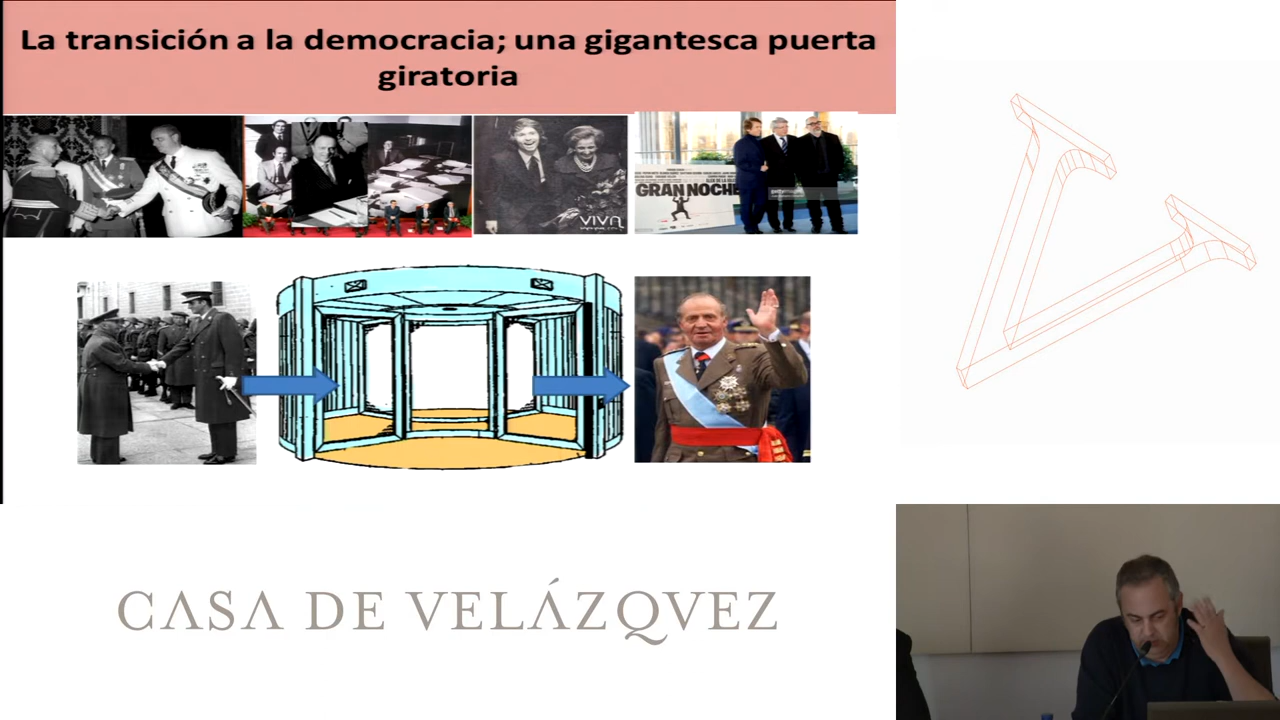 La transición a la democracia; una gigantesca puerta
giratoria
VIVA
GRAN NOCHE
CASA DE VELÁZQVEZ